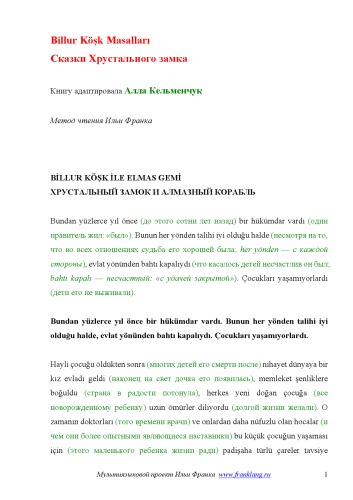 Billur Köşk Masalları
Сказки Хрустального замка
Книгу адаптировала Алла Кельменчук
Метод чтения Ильи Франка
BİLLUR KÖŞK İLE ELMAS GEMİ
ХРУСТАЛЬНЫЙ ЗАМОК И АЛМАЗНЫЙ КОРАБЛЬ
Bundan yüzlerce yıl önce (до этого сотни лет назад) bir hükümdar vardı (один
правитель жил: «был»). Bunun her yönden talihi iyi olduğu halde (несмотря на то,
что во всех отношениях судьба его хорошей была; her yönden — с каждой
стороны), evlat yönünden bahtı kapalıydı (что касалось детей несчастлив он был;
bahtı kapalı — несчастный: «с удачей закрытой»). Çocukları yaşamıyorlardı
(дети его не выживали).
Bundan yüzlerce yıl önce bir hükümdar vardı. Bunun her yönden talihi iyi
olduğu halde, evlat yönünden bahtı kapalıydı. Çocukları yaşamıyorlardı.
Hayli çocuğu öldükten sonra (многих детей его смерти после) nihayet dünyaya bir
kız evladı geldi (наконец на свет дочка его появилась), memleket şenliklere
boğuldu (страна в радости потонула), herkes yeni doğan çocuğa (все
новорожденному ребенку) uzun ömürler diliyordu (долгой жизни желали). O
zamanın doktorları (того времени врачи) ve onlardan daha nüfuzlu olan hocalar (и
чем они более опытными являющиеся наставники) bu küçük çocuğun yaşaması
için (этого маленького ребенка жизни ради) padişaha türlü çareler tavsiye
Мультиязыковой проект Ильи Франка www.franklang.ru 1